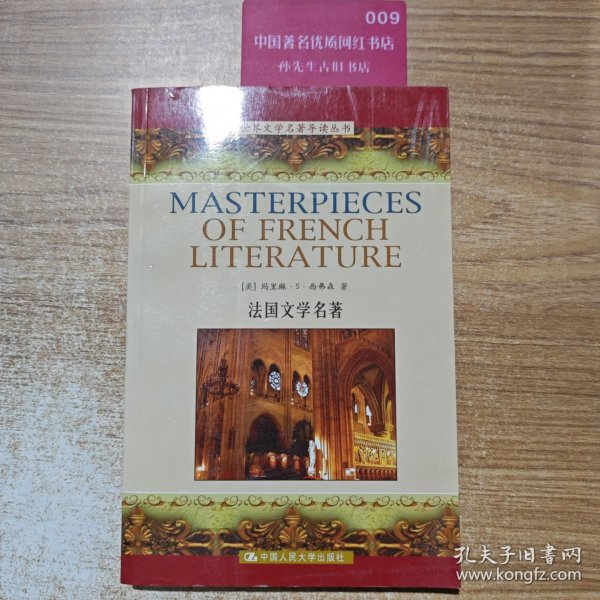 009
中国著名优质网红书店
孙先生古旧书店
世界文学名著导读丛书
MASTERPIECES
OF FRENCH
LITERATURE
[美] 玛里琳·S·西弗森 著
法国文学名著
中国人民大学出版社
孔夫子旧书网
www.kongfz.com